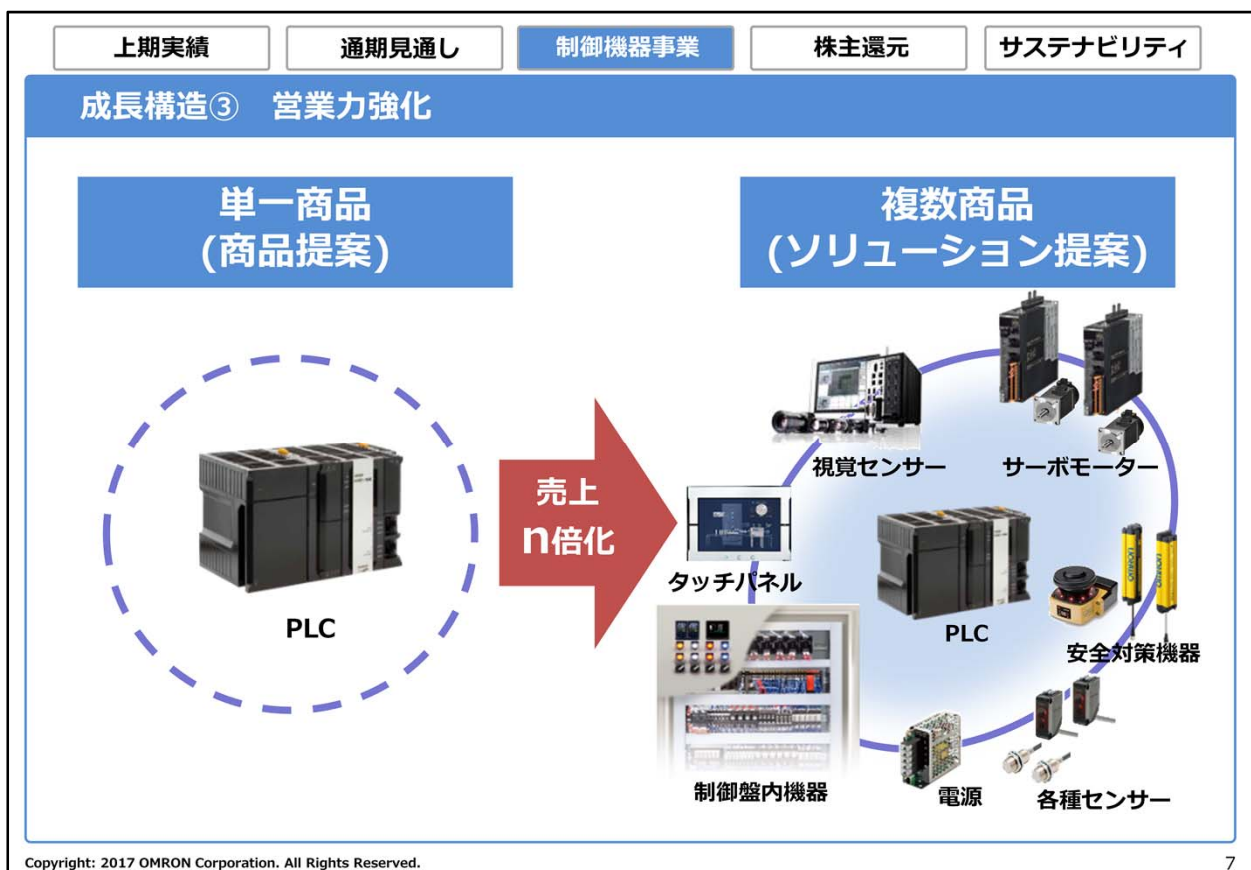 上期実績
通期見通し
制御機器事業
株主還元
サステナビリティ
成長構造③ 営業力強化
単一商品
(商品提案)
複数商品
(ソリューション提案)
視覚センサー
サーボモーター
売上
n倍化
タッチパネル
PLC
PLC
OMRON
OMRON
安全対策機器
制御盤内機器
電源
各種センサー
Copyright: 2017 OMRON Corporation. All Rights Reserved.
7